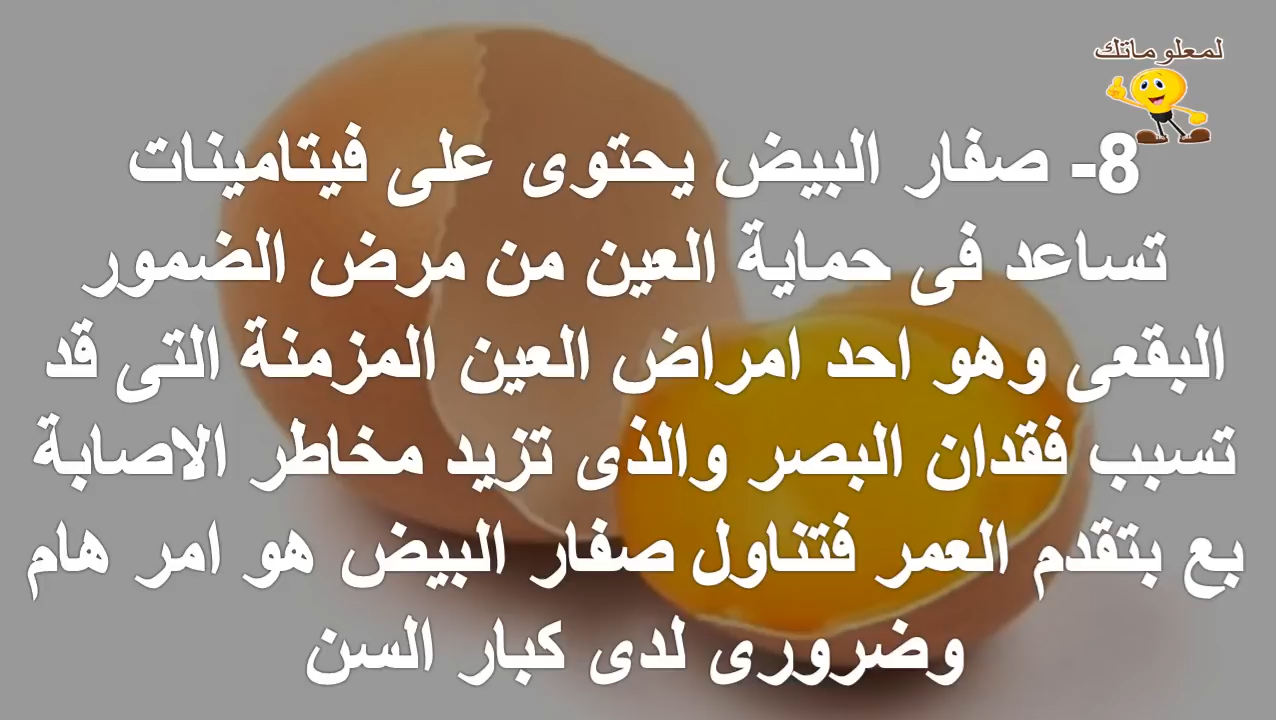 لمعلوماتك
8- صفار البيض يحتوى على فيتامينات
تساعد فى حماية العين من مرض الضمور
البقعى وهو احد امراض العين المزمنة التى قد
تسبب فقدان البصر والذى تزيد مخاطر الاصابة
بع بتقدم العمر فتناول صفار البيض هو امر هام
وضرورى لدى كبار السن